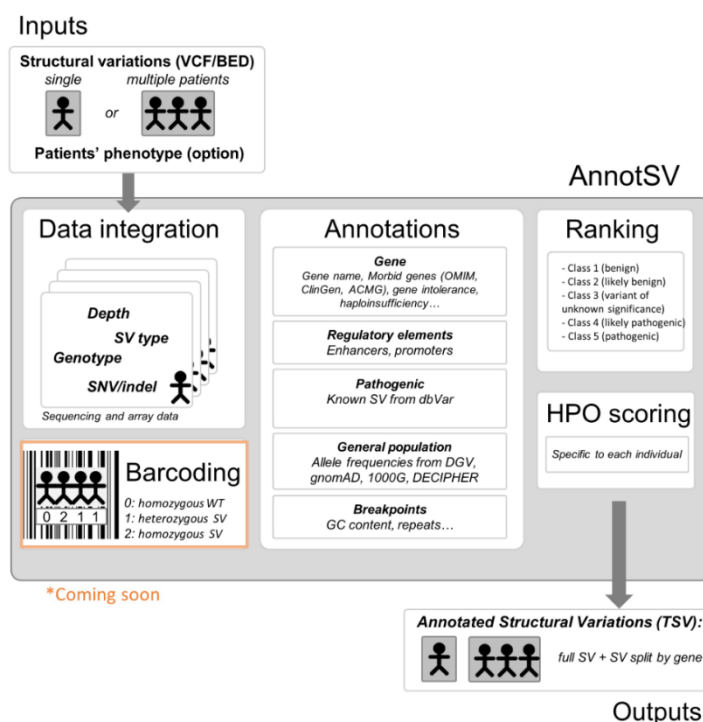 Inputs
Structural variations (VCF/BED)
single
multiple patients
or
Patients' phenotype (option)
AnnotSV
Data integration
Depth
SV type
Genotype
SNV/indel
Sequencing and array data
Barcoding
0 2 1 1
0: homozygous WT
1: heterozygous SV
2: homozygous SV
*Coming soon
Annotations
Gene
Gene name, Morbid genes (OMIM,
ClinGen, ACMG), gene intolerance,
haploinsufficiency…
Regulatory elements
Enhancers, promoters
Pathogenic
Known SV from dbVar
General population
Allele frequencies from DGV,
gnomAD, 1000G, DECIPHER
Breakpoints
GC content, repeats…
Ranking
- Class 1 (benign)
- Class 2 (likely benign)
- Class 3 (variant of
unknown significance)
- Class 4 (likely pathogenic)
- Class 5 (pathogenic)
HPO scoring
Specific to each individual
Annotated Structural Variations (TSV):
full SV + SV split by gene
Outputs